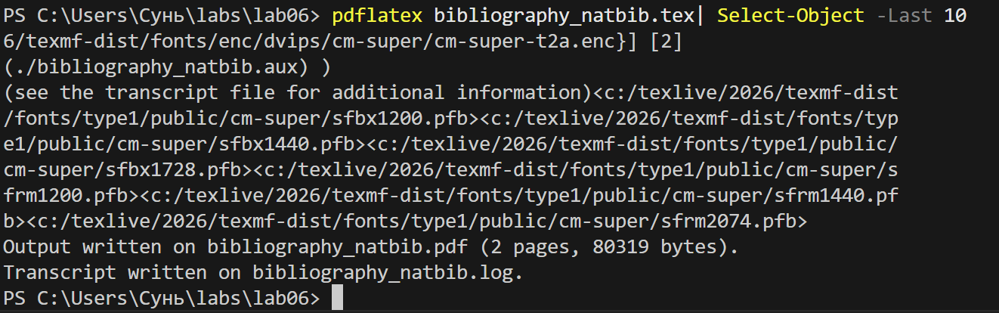 PS C:\Users\Сунь\labs\lab06> pdflatex bibliography_natbib.tex| Select-Object -Last 10
6/texmf-dist/fonts/enc/dvips/cm-super/cm-super-t2a.enc}] [2]
(./bibliography_natbib.aux) )
(see the transcript file for additional information)<c:/texlive/2026/texmf-dist
/fonts/type1/public/cm-super/sfbx1200.pfb><c:/texlive/2026/texmf-dist/fonts/typ
e1/public/cm-super/sfbx1440.pfb><c:/texlive/2026/texmf-dist/fonts/type1/public/
cm-super/sfbx1728.pfb><c:/texlive/2026/texmf-dist/fonts/type1/public/cm-super/s
frm1200.pfb><c:/texlive/2026/texmf-dist/fonts/type1/public/cm-super/sfrm1440.pf
b><c:/texlive/2026/texmf-dist/fonts/type1/public/cm-super/sfrm2074.pfb>
Output written on bibliography_natbib.pdf (2 pages, 80319 bytes).
Transcript written on bibliography_natbib.log.
PS C:\Users\Сунь\labs\lab06>